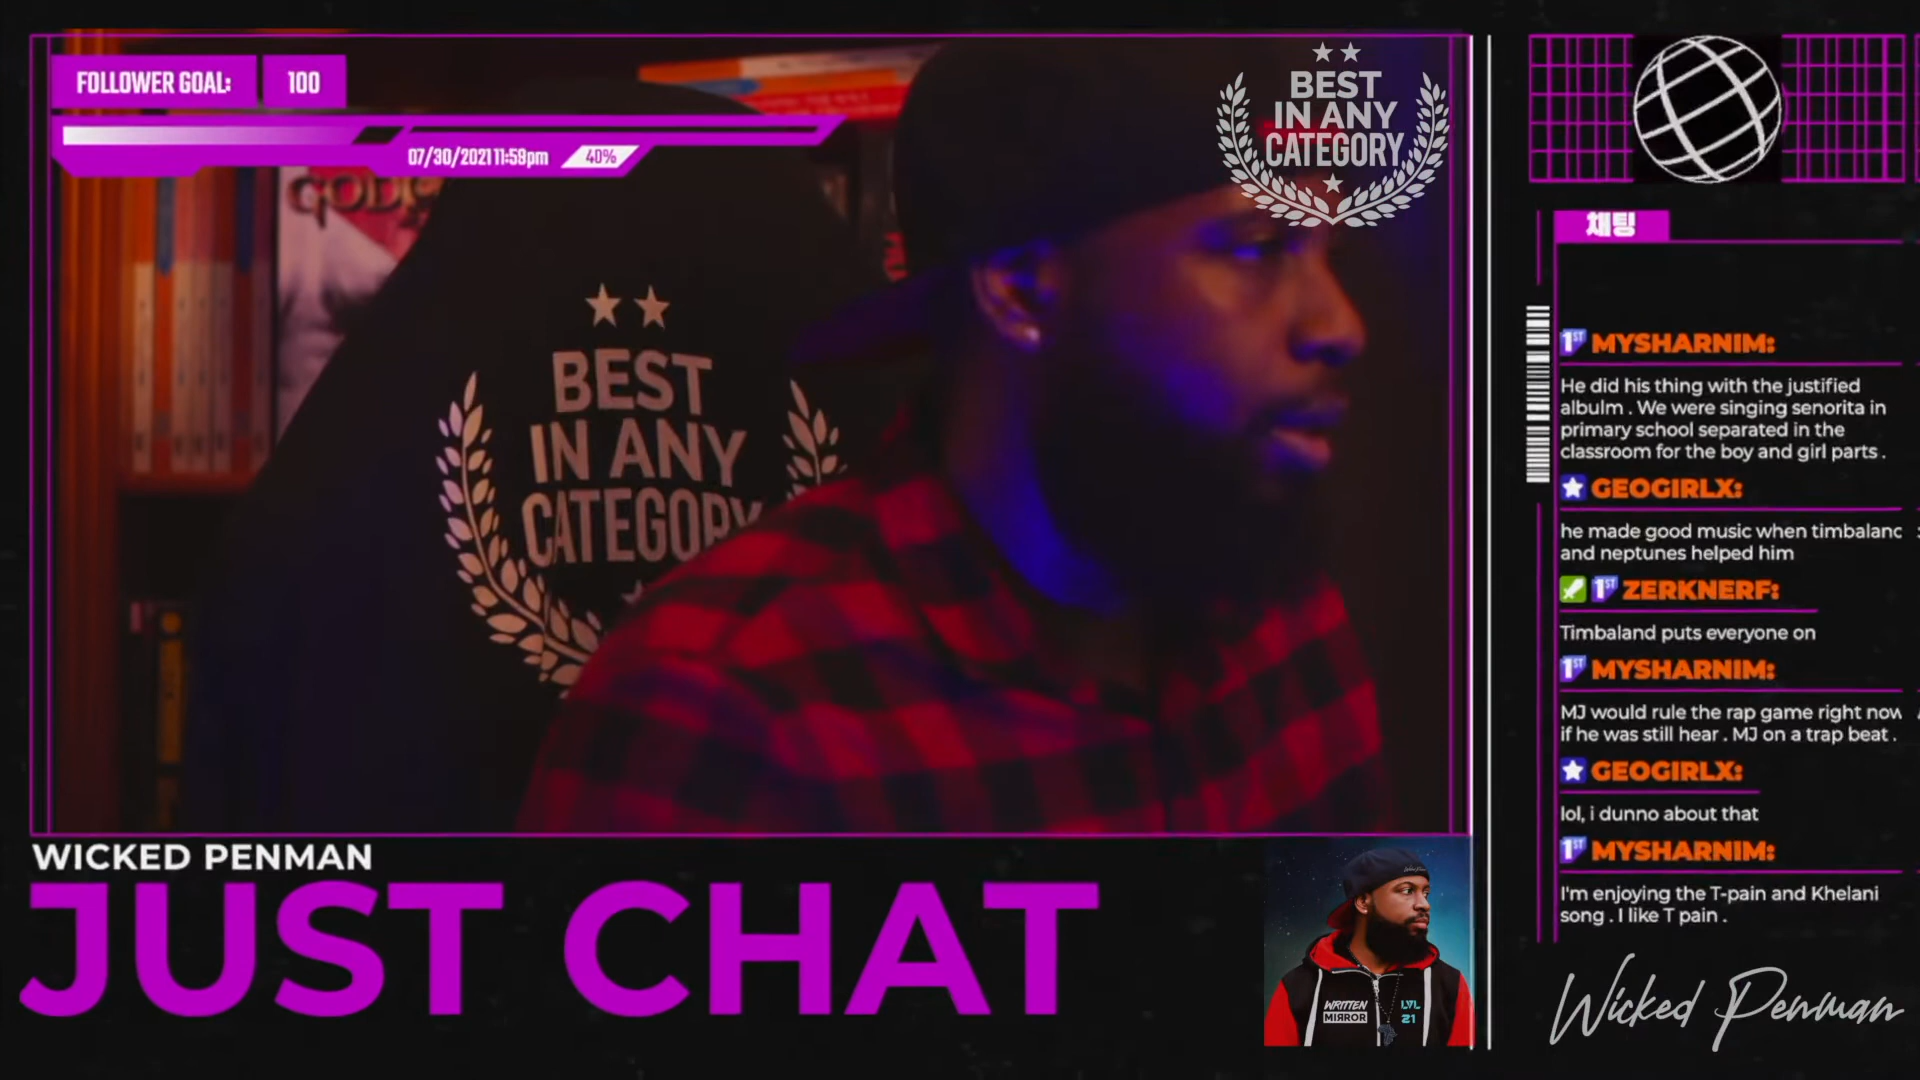 FOLLOWER GOAL:
100
07/30/2021 11:59pm
40%
BEST
IN ANY
CATEGORY
BEST
IN ANY
CATEGORY
WICKED PENMAN
JUST CHAT
WRITTEN
MIRROR
LVL
21
채팅
1ST MYSHARNIM:
He did his thing with the justified
albulm . We were singing senorita in
primary school separated in the
classroom for the boy and girl parts .
GEOGIRLX:
he made good music when timbalanc
and neptunes helped him
1ST ZERKNERF:
Timbaland puts everyone on
1ST MYSHARNIM:
MJ would rule the rap game right now
if he was still hear . MJ on a trap beat .
GEOGIRLX:
lol, i dunno about that
1ST MYSHARNIM:
I'm enjoying the T-pain and Khelani
song . I like T pain .
Wicked Penman